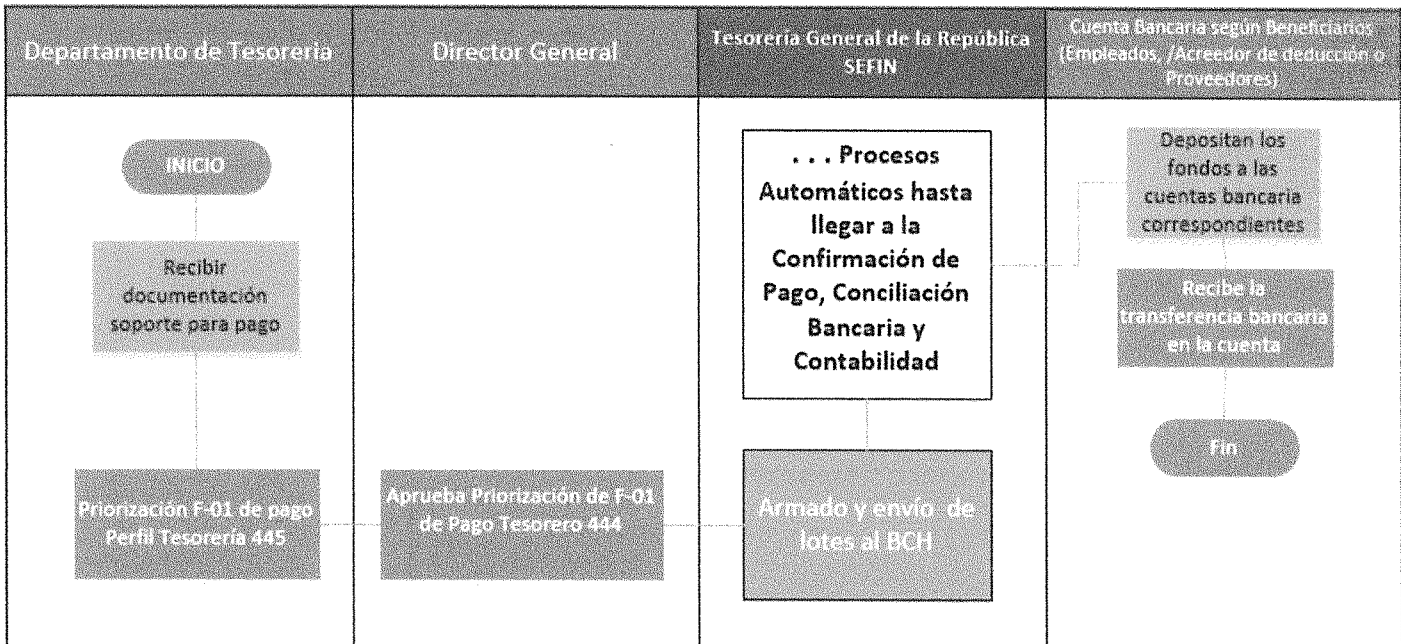 Departamento de Tesorería
Director General
Tesorería General de la República
SEFIN
Cuenta Bancaria según Beneficiarios
(Empleados, /Acreedor de deducción o
Proveedores)
INICIO
Recibir
documentación
soporte para pago
Priorización F-01 de pago
Perfil Tesorería 445
Aprueba Priorización de F-01
de Pago Tesorero 444
. . . Procesos
Automáticos hasta
llegar a la
Confirmación de
Pago, Conciliación
Bancaria y
Contabilidad
Armado y envío de
lotes al BCH
Depositan los
fondos a las
cuentas bancaria
correspondientes
Recibe la
transferencia bancaria
en la cuenta
Fin